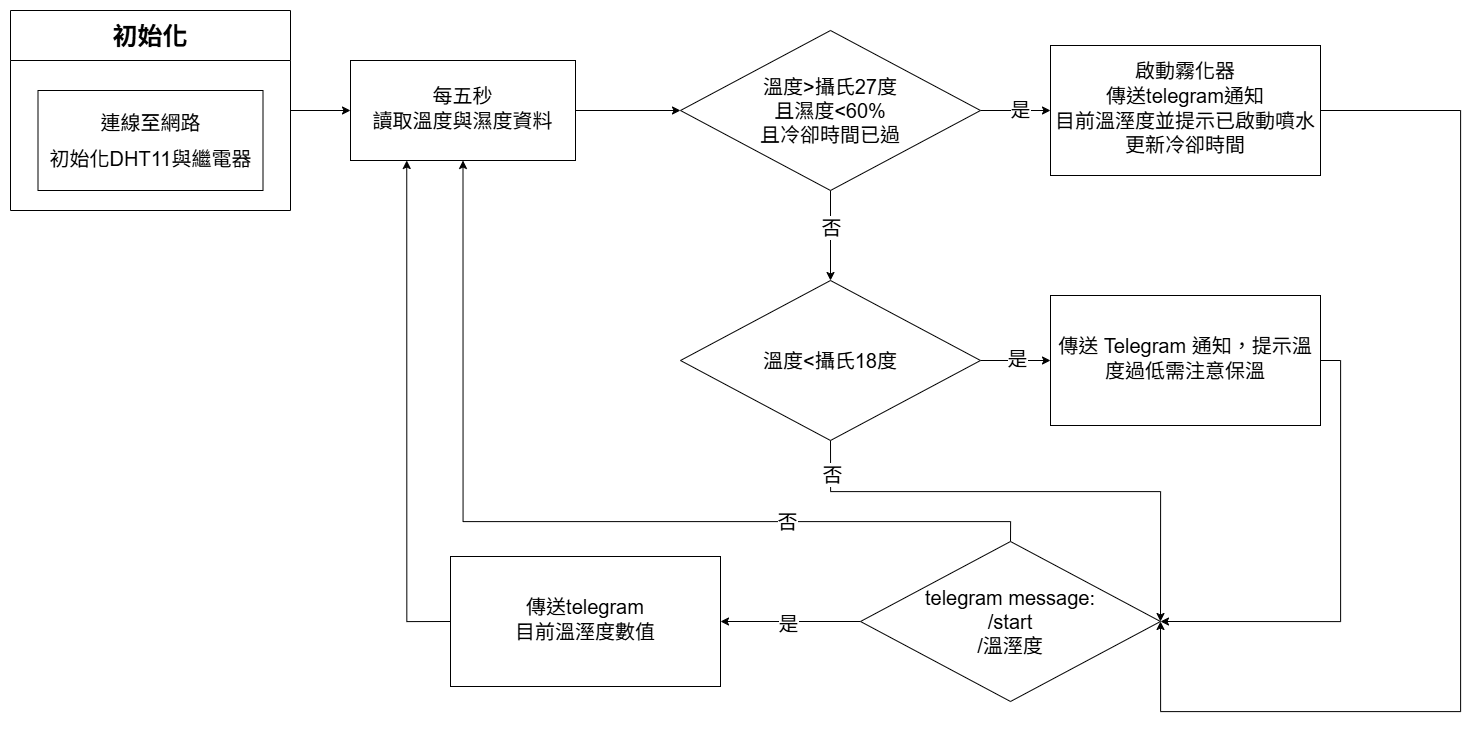 初始化
連線至網路
初始化DHT11與繼電器
每五秒
讀取溫度與濕度資料
溫度>攝氏27度
且濕度<60%
且冷卻時間已過
是
啟動霧化器
傳送telegram通知
目前溫溼度並提示已啟動噴水
更新冷卻時間
否
溫度<攝氏18度
是
傳送 Telegram 通知，提示溫
度過低需注意保溫
否
否
telegram message:
/start
/溫溼度
是
傳送telegram
目前溫溼度數值